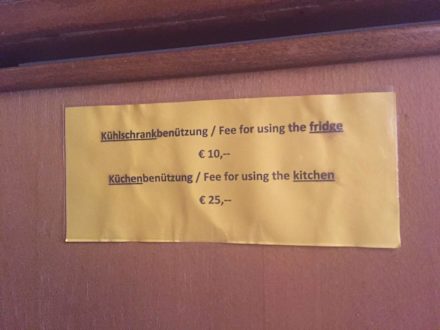 Kühlschrankbenützung / Fee for using the fridge
€ 10,--
Küchenbenützung / Fee for using the kitchen
€ 25,--